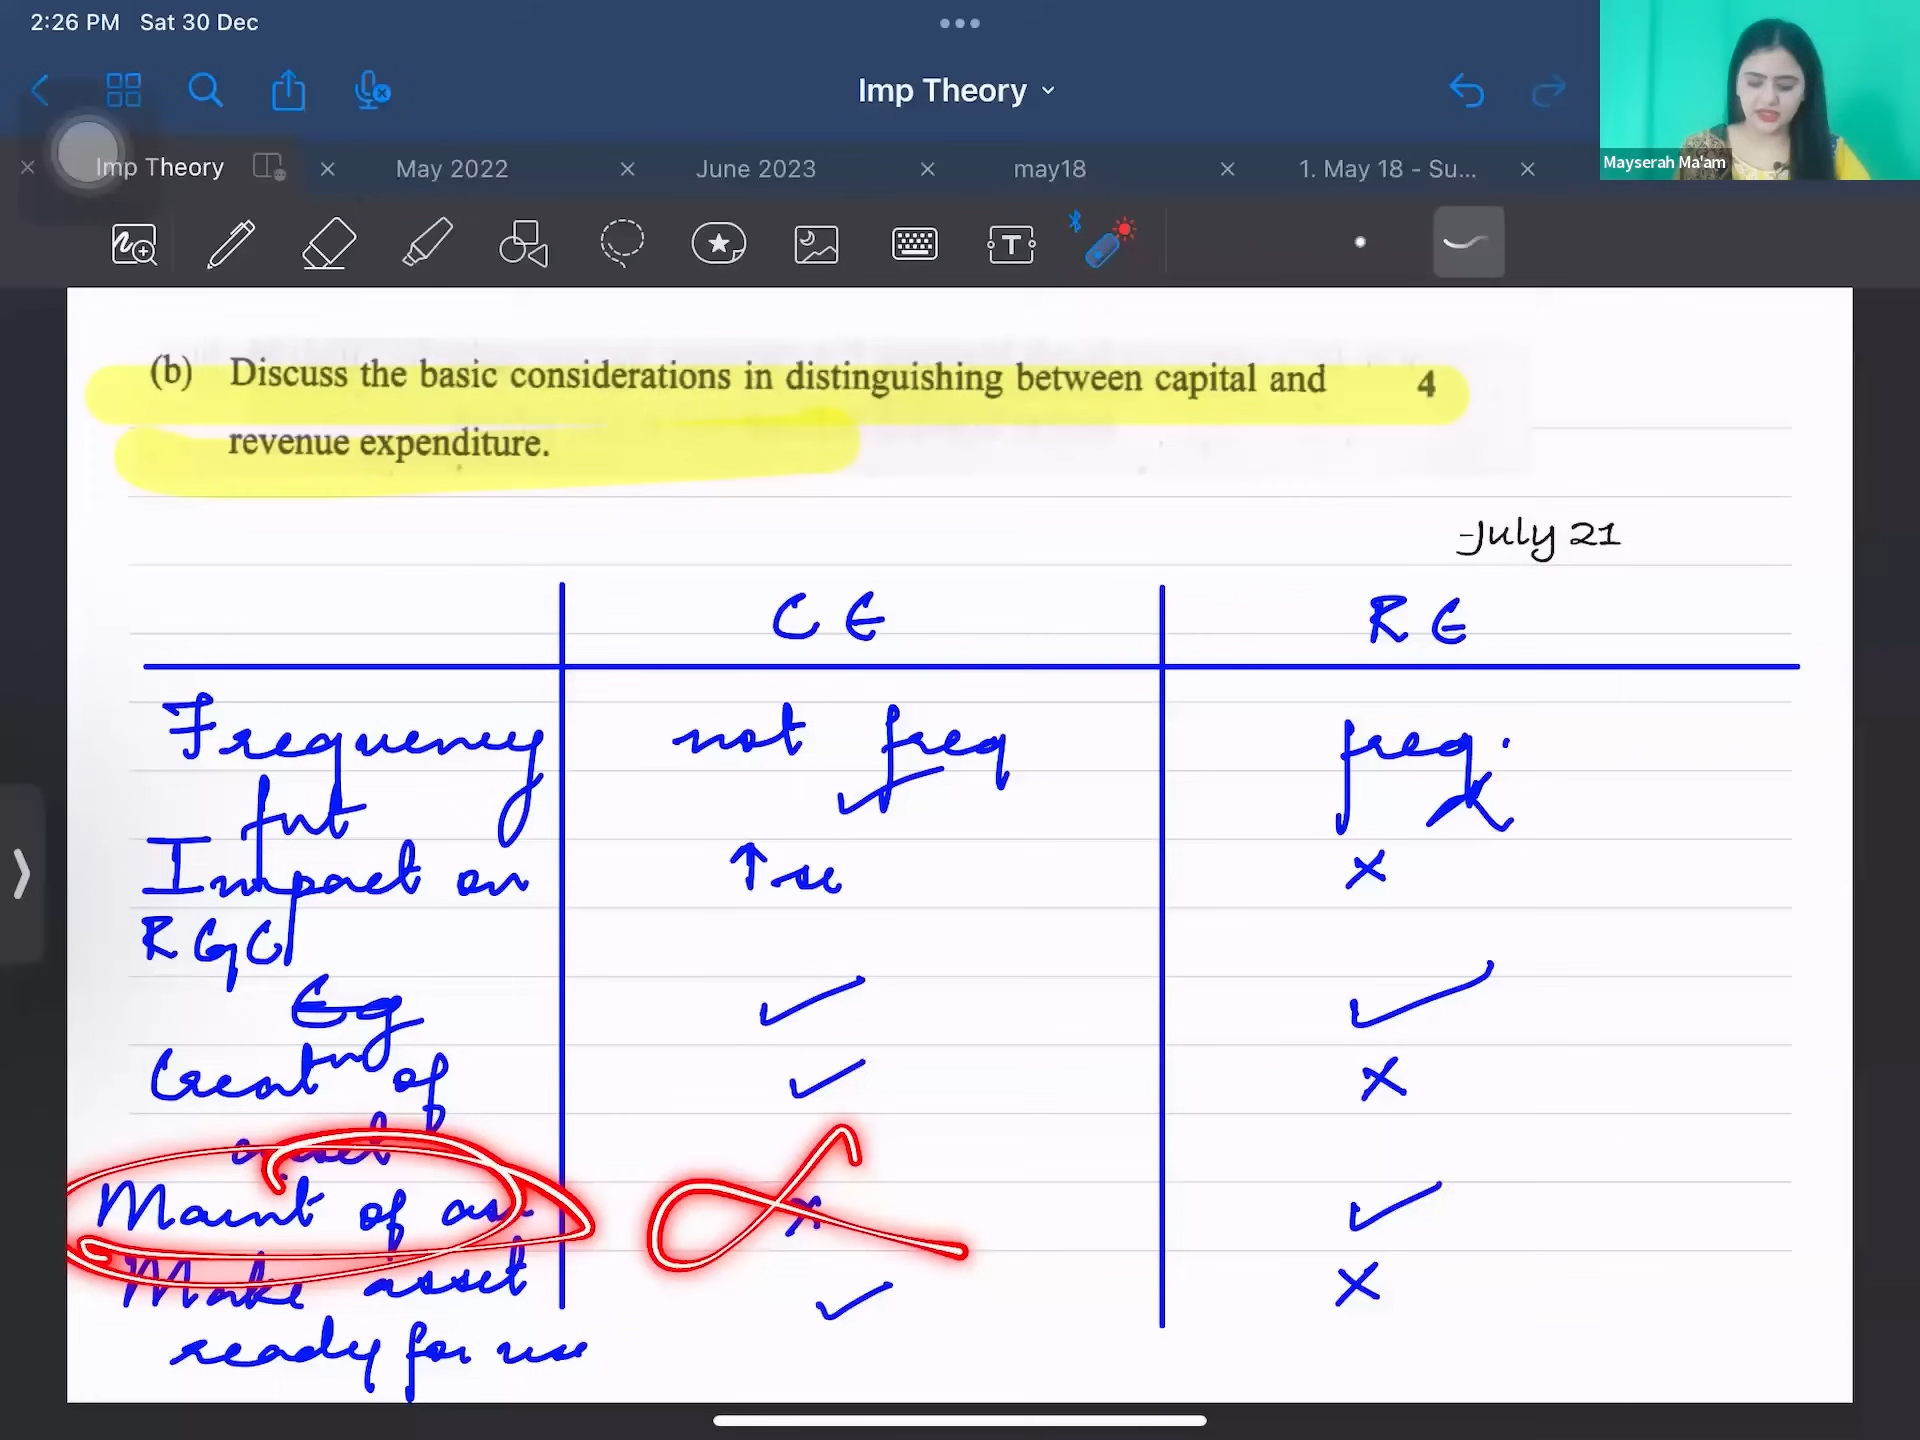 2:26 PM Sat 30 Dec
Imp Theory
Mayserah Ma'am
Imp Theory May 2022 June 2023 may18 1. May 18 - Su...
T
(b) Discuss the basic considerations in distinguishing between capital and 4
revenue expenditure.
-July 21
C E R E
Frequency not freq freq.
fut ✓ x
Impact on ↑se x
RGC
Eg ✓ ✓
Creatn of ✓ x
asset
Maint of as. x ✓
Make asset ✓ x
ready for use